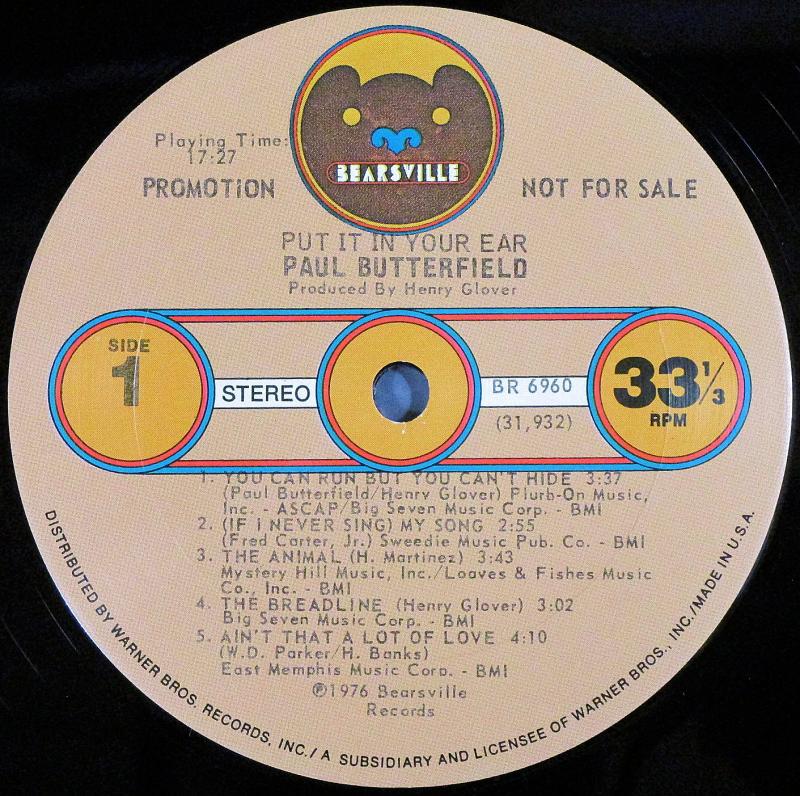 BEARSVILLE
Playing Time:
17:27
PROMOTION NOT FOR SALE
PUT IT IN YOUR EAR
PAUL BUTTERFIELD
Produced By Henry Glover
SIDE
1
STEREO
BR 6960
(31,932)
33 1/3
RPM
1. YOU CAN RUN BUT YOU CAN'T HIDE 3:37
(Paul Butterfield/Henry Glover) Plurb-On Music,
Inc. - ASCAP/Big Seven Music Corp. - BMI
2. (IF I NEVER SING) MY SONG 2:55
(Fred Carter, Jr.) Sweedie Music Pub. Co. - BMI
3. THE ANIMAL (H. Martinez) 3:43
Mystery Hill Music, Inc./Loaves & Fishes Music
Co., Inc. - BMI
4. THE BREADLINE (Henry Glover) 3:02
Big Seven Music Corp. - BMI
5. AIN'T THAT A LOT OF LOVE 4:10
(W.D. Parker/H. Banks)
East Memphis Music Corp. - BMI
℗1976 Bearsville
Records
DISTRIBUTED BY WARNER BROS. RECORDS, INC./ A SUBSIDIARY AND LICENSEE OF WARNER BROS., INC./MADE IN U.S.A.